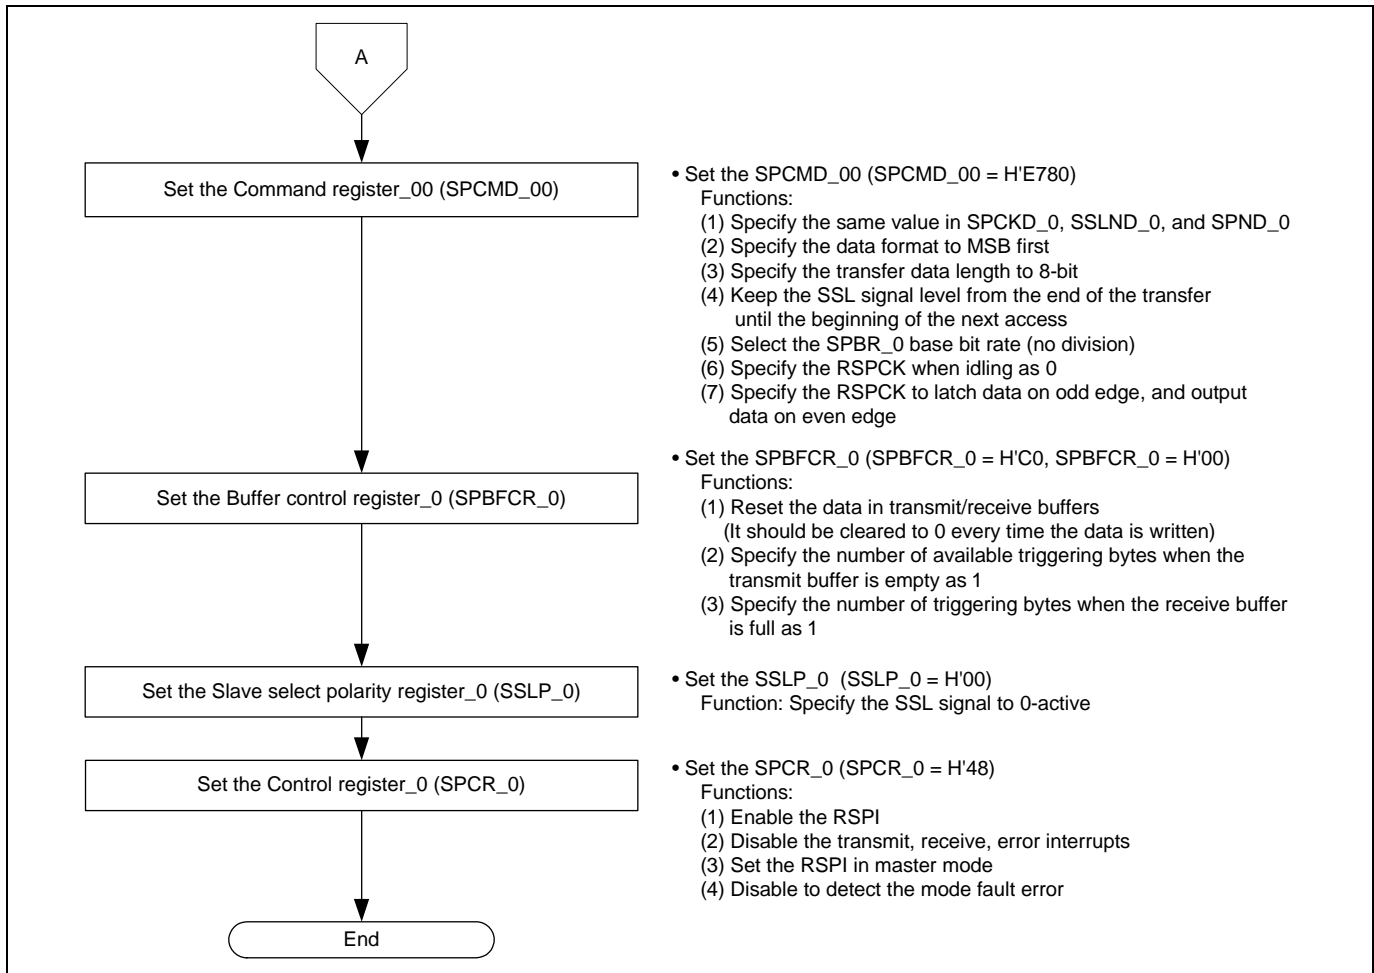 A
Set the Command register_00 (SPCMD_00)
• Set the SPCMD_00 (SPCMD_00 = H'E780)
Functions:
(1) Specify the same value in SPCKD_0, SSLND_0, and SPND_0
(2) Specify the data format to MSB first
(3) Specify the transfer data length to 8-bit
(4) Keep the SSL signal level from the end of the transfer
until the beginning of the next access
(5) Select the SPBR_0 base bit rate (no division)
(6) Specify the RSPCK when idling as 0
(7) Specify the RSPCK to latch data on odd edge, and output
data on even edge
Set the Buffer control register_0 (SPBFCR_0)
• Set the SPBFCR_0 (SPBFCR_0 = H'C0, SPBFCR_0 = H'00)
Functions:
(1) Reset the data in transmit/receive buffers
(It should be cleared to 0 every time the data is written)
(2) Specify the number of available triggering bytes when the
transmit buffer is empty as 1
(3) Specify the number of triggering bytes when the receive buffer
is full as 1
Set the Slave select polarity register_0 (SSLP_0)
• Set the SSLP_0 (SSLP_0 = H'00)
Function: Specify the SSL signal to 0-active
Set the Control register_0 (SPCR_0)
• Set the SPCR_0 (SPCR_0 = H'48)
Functions:
(1) Enable the RSPI
(2) Disable the transmit, receive, error interrupts
(3) Set the RSPI in master mode
(4) Disable to detect the mode fault error
End